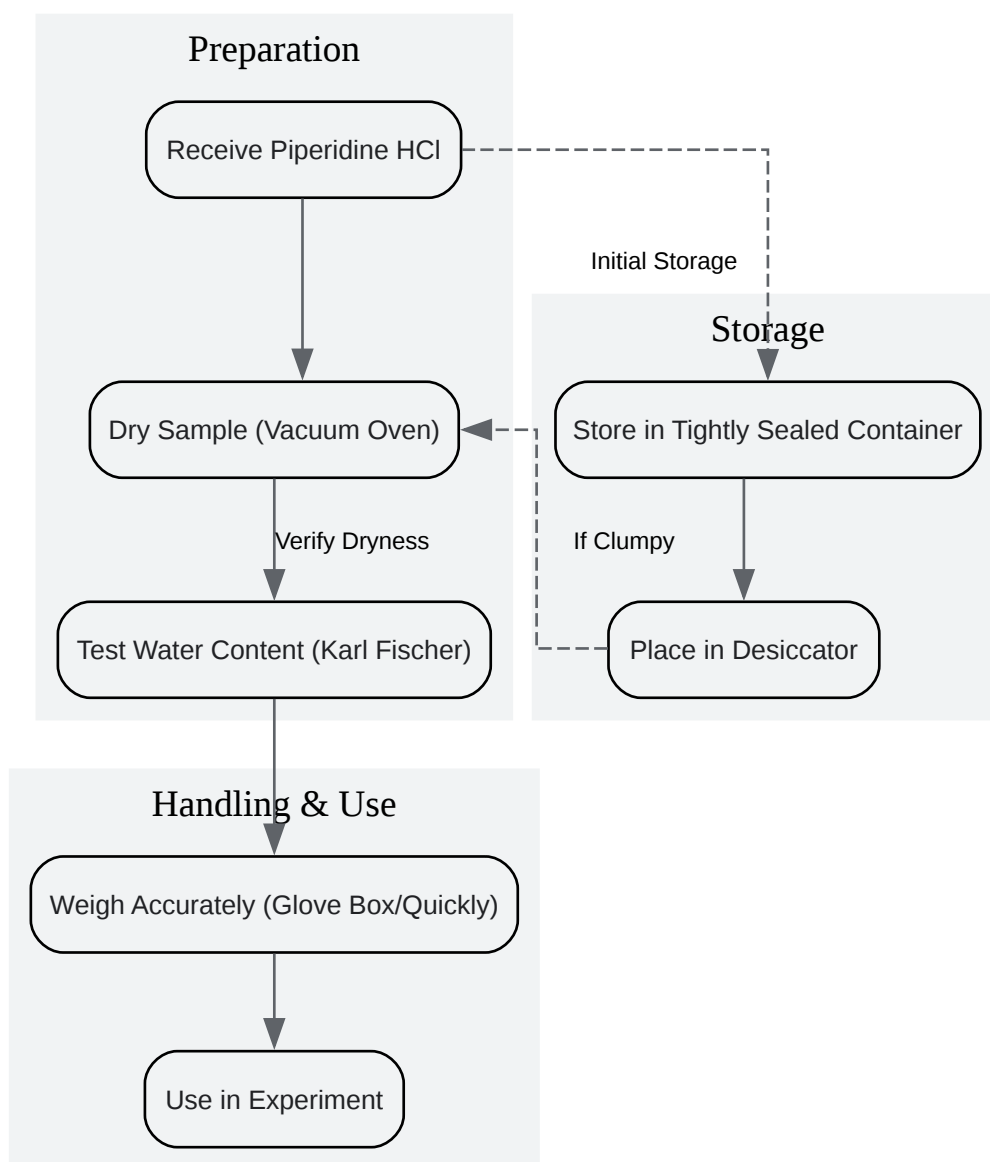 Preparation
Receive Piperidine HCl
Initial Storage
Storage
Dry Sample (Vacuum Oven)
Store in Tightly Sealed Container
Verify Dryness
If Clumpy
Test Water Content (Karl Fischer)
Place in Desiccator
Handling & Use
Weigh Accurately (Glove Box/Quickly)
Use in Experiment